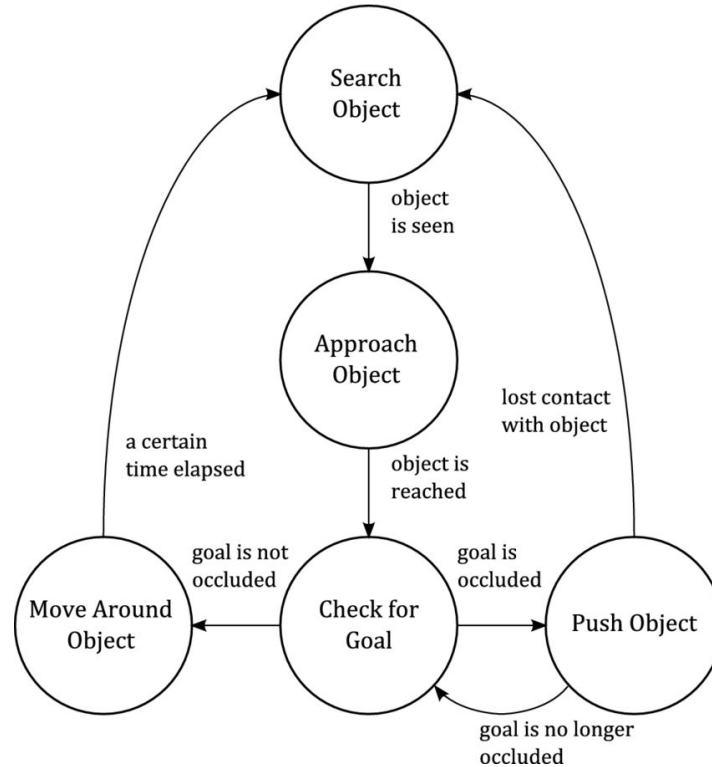 Search
Object
object
is seen
Approach
Object
lost contact
with object
a certain
time elapsed
object is
reached
goal is not
occluded
goal is
occluded
Move Around
Object
Check for
Goal
Push Object
goal is no longer
occluded